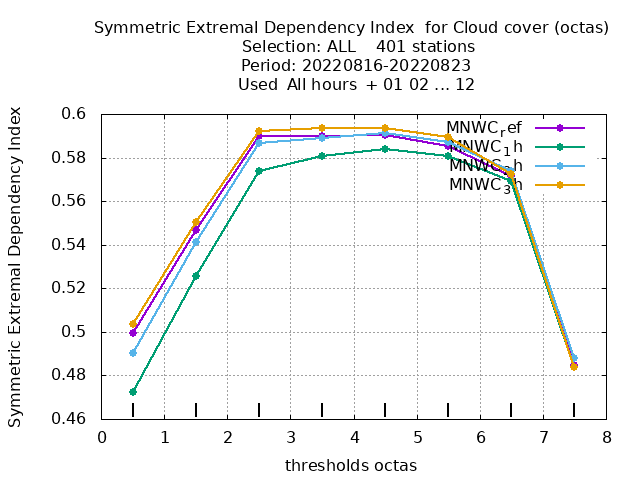 Symmetric Extremal Dependency Index for Cloud cover (octas)
Selection: ALL 401 stations
Period: 20220816-20220823
Used All hours + 01 02 ... 12
Symmetric Extremal Dependency Index
0.6
0.58
0.56
0.54
0.52
0.5
0.48
0.46
MNWC_ref
MNWC_1h
MNWC_2h
MNWC_3h
0 1 2 3 4 5 6 7 8
thresholds octas